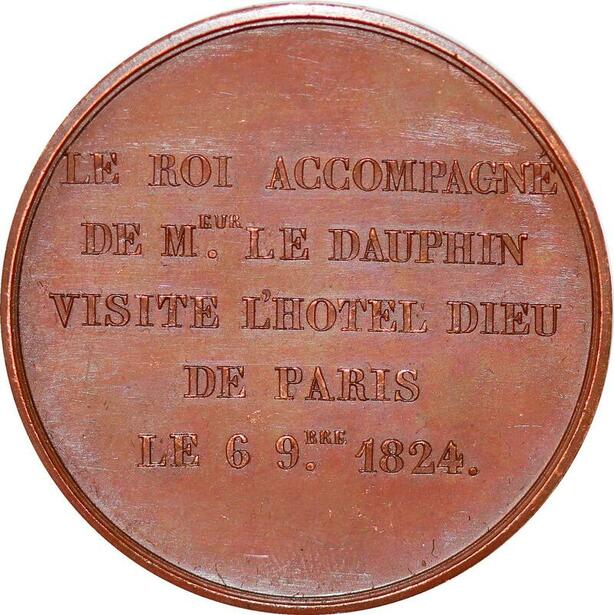 LE ROI ACCOMPAGNÉ
DE M.EUR LE DAUPHIN
VISITE L'HOTEL DIEU
DE PARIS
LE 6 9.BRE 1824.